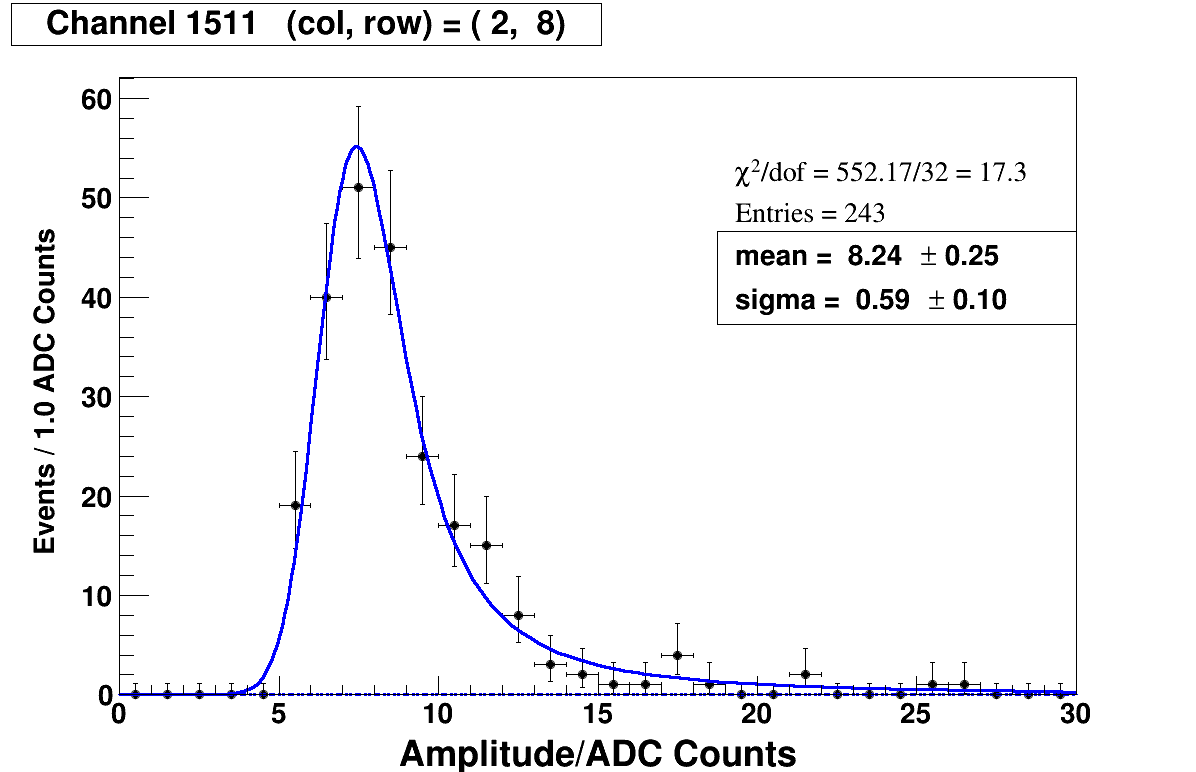 Channel 1511 (col, row) = ( 2, 8)
60
50
40
30
20
10
0
Events / 1.0 ADC Counts
χ²/dof = 552.17/32 = 17.3
Entries = 243
mean = 8.24 ± 0.25
sigma = 0.59 ± 0.10
0 5 10 15 20 25 30
Amplitude/ADC Counts